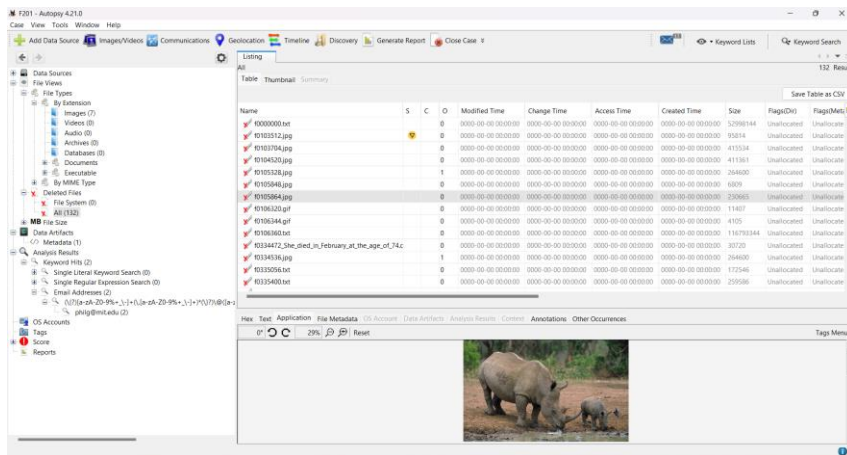 F201 - Autopsy 4.21.0
Case View Tools Window Help
Add Data Source Images/Videos Communications Geolocation Timeline Discovery Generate Report Close Case Keyword Lists Keyword Search
Listing
All
132 Resu
Table Thumbnail Summary
Save Table as CSV
Data Sources
File Views
File Types
By Extension
Images (7)
Videos (0)
Audio (0)
Archives (0)
Databases (0)
Documents
Executable
By MIME Type
Deleted Files
File System (0)
All (132)
MB File Size
Data Artifacts
Metadata (1)
Analysis Results
Keyword Hits (2)
Single Literal Keyword Search (0)
Single Regular Expression Search (0)
Email Addresses (2)
philg@mit.edu (2)
OS Accounts
Tags
Score
Reports
Name S C O Modified Time Change Time Access Time Created Time Size Flags(Dir) Flags(Meta
f0000000.txt 0 0000-00-00 00:00:00 0000-00-00 00:00:00 0000-00-00 00:00:00 0000-00-00 00:00:00 52998144 Unallocated Unallocate
f0103512.jpg 0 0000-00-00 00:00:00 0000-00-00 00:00:00 0000-00-00 00:00:00 0000-00-00 00:00:00 95814 Unallocated Unallocate
f0103704.jpg 0 0000-00-00 00:00:00 0000-00-00 00:00:00 0000-00-00 00:00:00 0000-00-00 00:00:00 415534 Unallocated Unallocate
f0104520.jpg 0 0000-00-00 00:00:00 0000-00-00 00:00:00 0000-00-00 00:00:00 0000-00-00 00:00:00 411361 Unallocated Unallocate
f0105328.jpg 1 0000-00-00 00:00:00 0000-00-00 00:00:00 0000-00-00 00:00:00 0000-00-00 00:00:00 264600 Unallocated Unallocate
f0105848.jpg 0 0000-00-00 00:00:00 0000-00-00 00:00:00 0000-00-00 00:00:00 0000-00-00 00:00:00 6809 Unallocated Unallocate
f0105864.jpg 0 0000-00-00 00:00:00 0000-00-00 00:00:00 0000-00-00 00:00:00 0000-00-00 00:00:00 230665 Unallocated Unallocate
f0106320.gif 0 0000-00-00 00:00:00 0000-00-00 00:00:00 0000-00-00 00:00:00 0000-00-00 00:00:00 11407 Unallocated Unallocate
f0106344.gif 0 0000-00-00 00:00:00 0000-00-00 00:00:00 0000-00-00 00:00:00 0000-00-00 00:00:00 4105 Unallocated Unallocate
f0106360.txt 0 0000-00-00 00:00:00 0000-00-00 00:00:00 0000-00-00 00:00:00 0000-00-00 00:00:00 116793344 Unallocated Unallocate
f0334472_She_died_in_February_at_the_age_of_74.c 0 0000-00-00 00:00:00 0000-00-00 00:00:00 0000-00-00 00:00:00 0000-00-00 00:00:00 30720 Unallocated Unallocate
f0334536.jpg 1 0000-00-00 00:00:00 0000-00-00 00:00:00 0000-00-00 00:00:00 0000-00-00 00:00:00 264600 Unallocated Unallocate
f0335056.txt 0 0000-00-00 00:00:00 0000-00-00 00:00:00 0000-00-00 00:00:00 0000-00-00 00:00:00 172546 Unallocated Unallocate
f0335400.txt 0 0000-00-00 00:00:00 0000-00-00 00:00:00 0000-00-00 00:00:00 0000-00-00 00:00:00 259586 Unallocated Unallocate
Hex Text Application File Metadata OS Account Data Artifacts Analysis Results Context Annotations Other Occurrences
0° 29% Reset Tags Menu